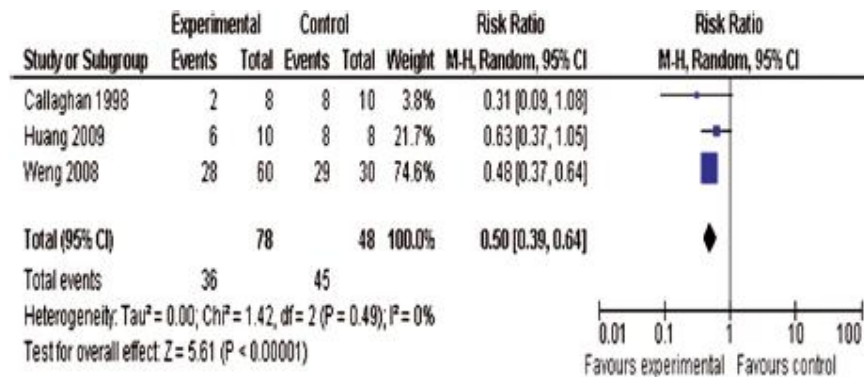 Experimental Control Risk Ratio Risk Ratio
Study or Subgroup Events Total Events Total Weight M-H, Random, 95% CI M-H, Random, 95% CI
Callaghan 1998 2 8 8 10 3.8% 0.31 [0.09, 1.08]
Huang 2009 6 10 8 8 21.7% 0.63 [0.37, 1.05]
Weng 2008 28 60 29 30 74.6% 0.48 [0.37, 0.64]
Total (95% CI) 78 48 100.0% 0.50 [0.39, 0.64]
Total events 36 45
Heterogeneity: Tau² = 0.00; Chi² = 1.42, df = 2 (P = 0.49); I² = 0%
Test for overall effect: Z = 5.61 (P < 0.00001)
0.01 0.1 1 10 100
Favours experimental Favours control